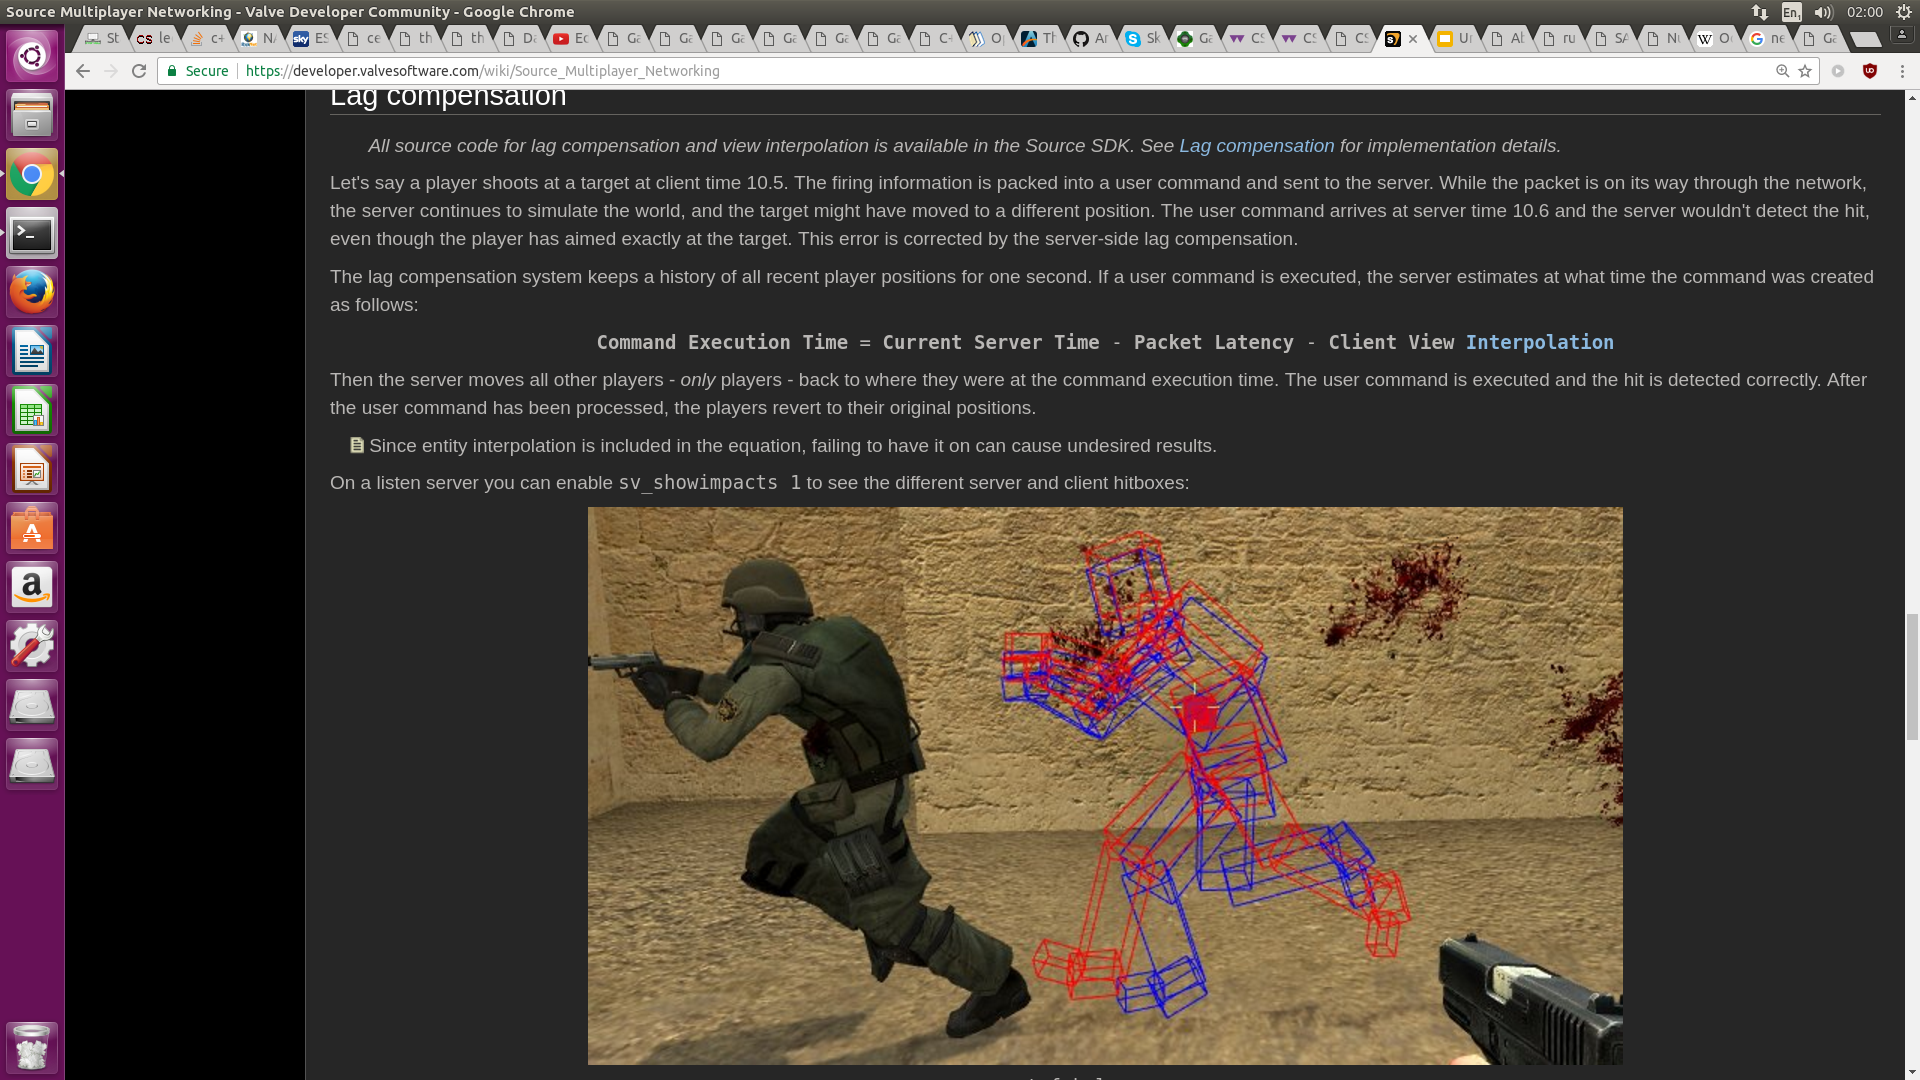 Source Multiplayer Networking - Valve Developer Community - Google Chrome
En1
02:00
St
le
c+
N
ES
ce
th
th
Da
Ec
Ga
Ga
Ga
Ga
Ga
Ga
C+
O
Th
Ar
Sk
Ga
CS
CS
CS
×
Ur
Al
ru
SA
Nu
O
ne
Ga
Secure
https://developer.valvesoftware.com/wiki/Source_Multiplayer_Networking
Lag compensation
All source code for lag compensation and view interpolation is available in the Source SDK. See Lag compensation for implementation details.
Let's say a player shoots at a target at client time 10.5. The firing information is packed into a user command and sent to the server. While the packet is on its way through the network,
the server continues to simulate the world, and the target might have moved to a different position. The user command arrives at server time 10.6 and the server wouldn't detect the hit,
even though the player has aimed exactly at the target. This error is corrected by the server-side lag compensation.
The lag compensation system keeps a history of all recent player positions for one second. If a user command is executed, the server estimates at what time the command was created
as follows:
Command Execution Time = Current Server Time - Packet Latency - Client View Interpolation
Then the server moves all other players - only players - back to where they were at the command execution time. The user command is executed and the hit is detected correctly. After
the user command has been processed, the players revert to their original positions.
Since entity interpolation is included in the equation, failing to have it on can cause undesired results.
On a listen server you can enable sv_showimpacts 1 to see the different server and client hitboxes: